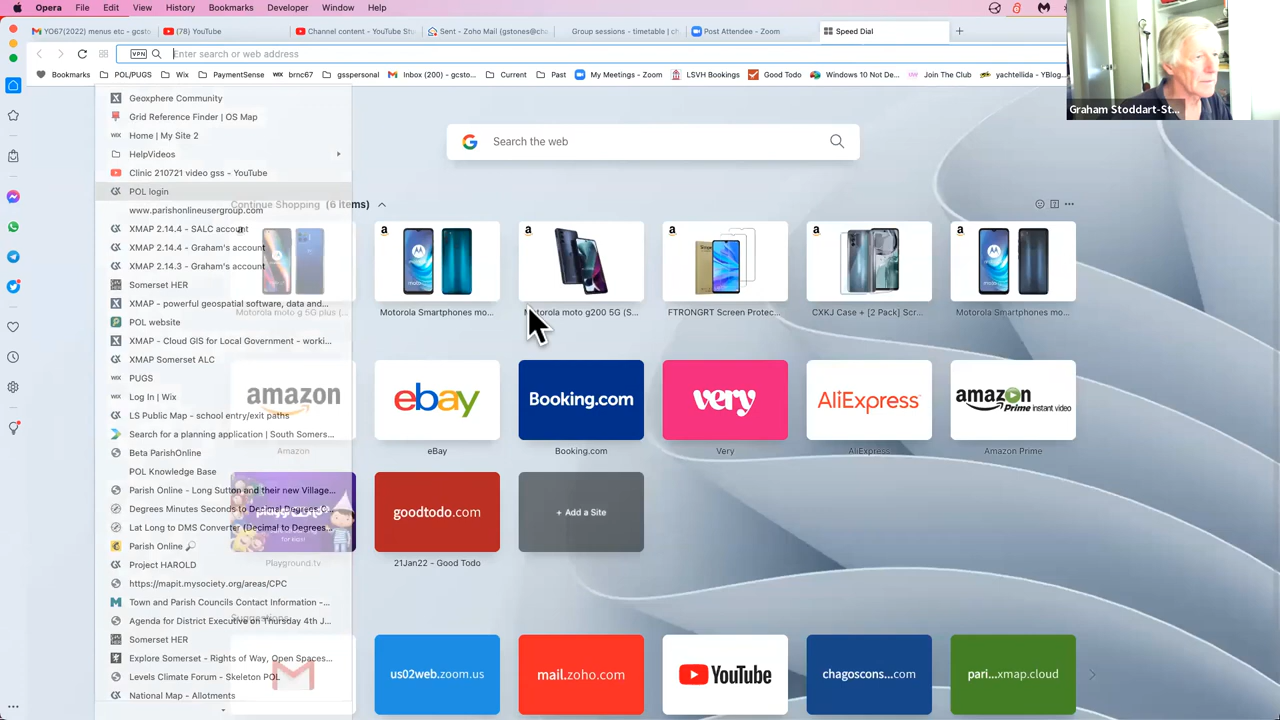 Opera File Edit View History Bookmarks Developer Window Help
YO67(2022) menus etc - gcsto (78) YouTube Channel content - YouTube Stu Sent - Zoho Mail (gstones@chag Group sessions - timetable | ch Post Attendee - Zoom Speed Dial
VPN Enter search or web address
Bookmarks POL/PUGS Wix PaymentSense brnc67 gsspersonal Inbox (200) - gcsto... Current Past My Meetings - Zoom LSVH Bookings Good Todo Windows 10 Not De... Join The Club yachtellida - YBlog...
Graham Stoddart-St...
Geoxphere Community
Grid Reference Finder | OS Map
Home | My Site 2
HelpVideos
Clinic 210721 video gss - YouTube
POL login
www.parishonlineusergroup.com
XMAP 2.14.4 - SALC account
XMAP 2.14.4 - Graham's account
XMAP 2.14.3 - Graham's account
Somerset HER
XMAP - powerful geospatial software, data and...
POL website
XMAP - Cloud GIS for Local Government - worki...
XMAP Somerset ALC
PUGS
Log In | Wix
LS Public Map - school entry/exit paths
Search for a planning application | South Somers...
Beta ParishOnline
POL Knowledge Base
Parish Online - Long Sutton and their new Village...
Degrees Minutes Seconds to Decimal Degrees C...
Lat Long to DMS Converter (Decimal to Degrees...
Parish Online
Project HAROLD
https://mapit.mysociety.org/areas/CPC
Town and Parish Councils Contact Information -...
Agenda for District Executive on Thursday 4th J...
Somerset HER
Explore Somerset - Rights of Way, Open Spaces...
Levels Climate Forum - Skeleton POL
National Map - Allotments
Search the web
Continue Shopping (6 items)
Motorola moto g 5G plus (... Motorola Smartphones mo... Motorola moto g200 5G (S... FTRONGRT Screen Protec... CXKJ Case + [2 Pack] Scr... Motorola Smartphones mo...
amazon ebay Booking.com very AliExpress amazon Prime instant video
Amazon eBay Booking.com Very AliExpress Amazon Prime
goodtodo.com + Add a Site
for kids!
Playground.tv 21Jan22 - Good Todo
Suggestions
us02web.zoom.us mail.zoho.com YouTube chagoscons...com pari...xmap.cloud